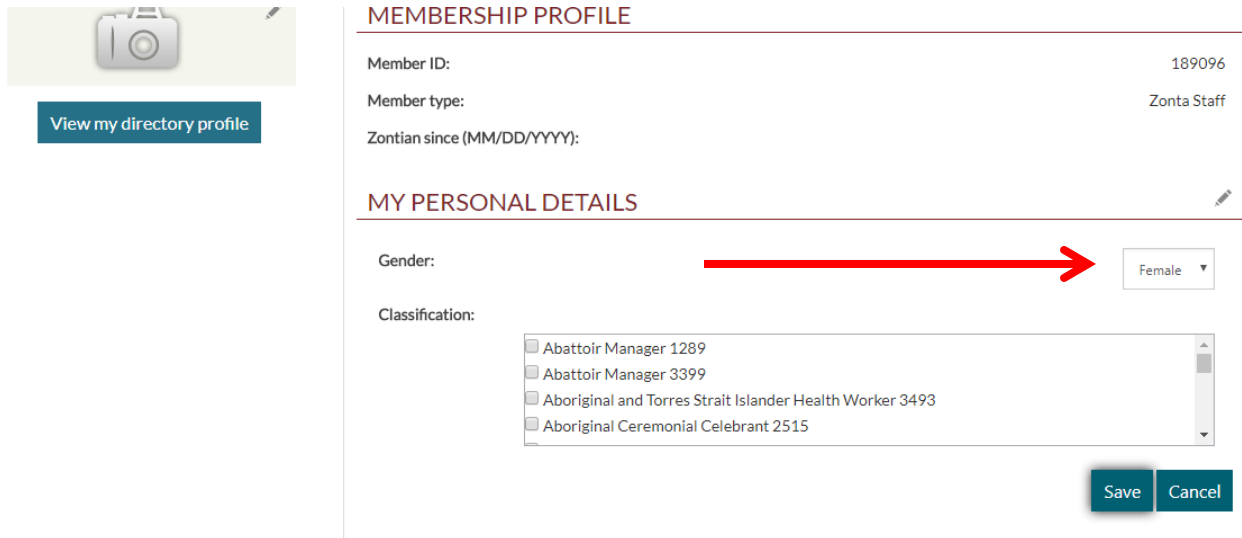 MEMBERSHIP PROFILE
Member ID: 189096
View my directory profile
Member type: Zonta Staff
Zontian since (MM/DD/YYYY):
MY PERSONAL DETAILS
Gender: Female
Classification:
Abattoir Manager 1289
Abattoir Manager 3399
Aboriginal and Torres Strait Islander Health Worker 3493
Aboriginal Ceremonial Celebrant 2515
Save Cancel